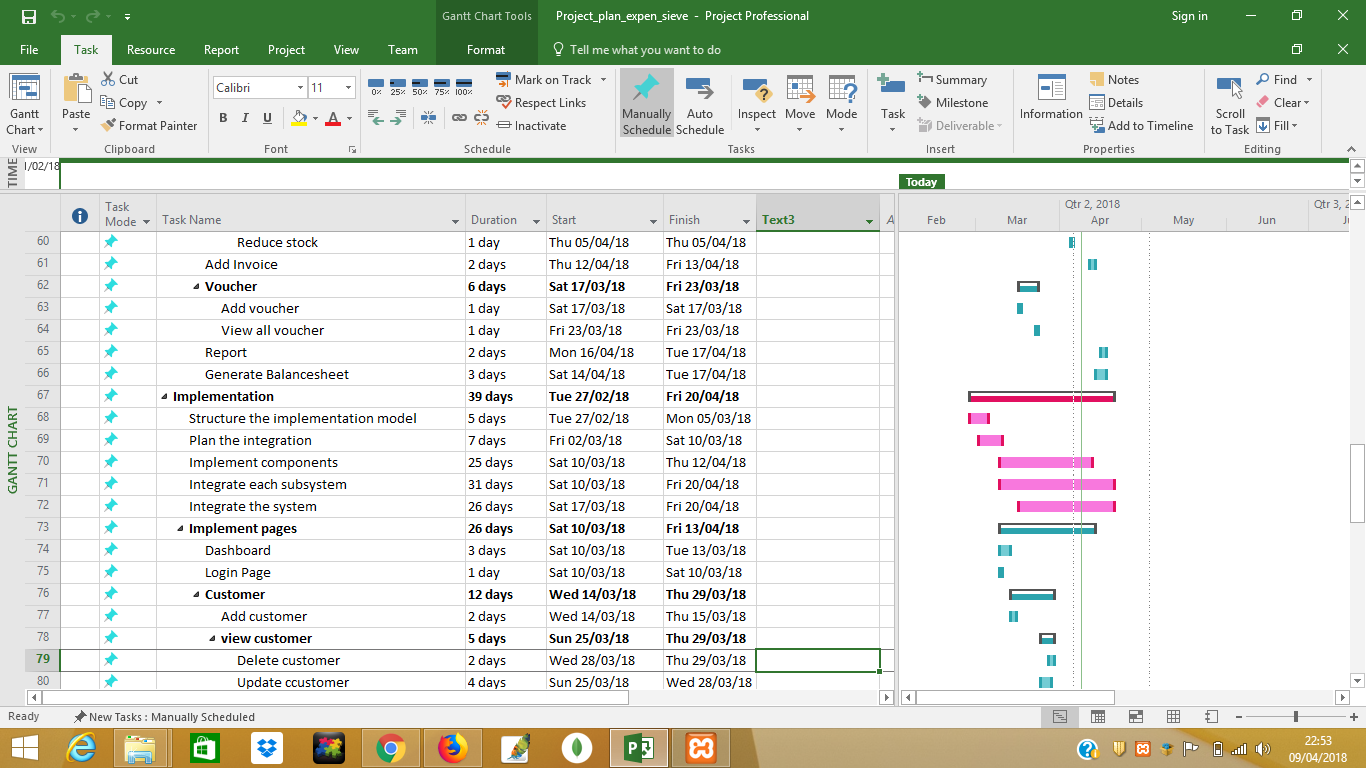 Gantt Chart Tools
Project_plan_expen_sieve - Project Professional
Sign in
File Task Resource Report Project View Team Format Tell me what you want to do
Gantt Chart
View
Paste
Cut
Copy
Format Painter
Clipboard
Calibri 11
B I U A
Font
0% 25% 50% 75% 100%
Mark on Track
Respect Links
Inactivate
Schedule
Manually Schedule
Auto Schedule
Inspect
Move
Mode
Tasks
Task
Summary
Milestone
Deliverable
Insert
Information
Notes
Details
Add to Timeline
Properties
Scroll to Task
Find
Clear
Fill
Editing
TIME
/02/18
Today
GANTT CHART
Task Mode Task Name Duration Start Finish Text3 A
Qtr 2, 2018 Qtr 3, 2
Feb Mar Apr May Jun
60 Reduce stock 1 day Thu 05/04/18 Thu 05/04/18
61 Add Invoice 2 days Thu 12/04/18 Fri 13/04/18
62 Voucher 6 days Sat 17/03/18 Fri 23/03/18
63 Add voucher 1 day Sat 17/03/18 Sat 17/03/18
64 View all voucher 1 day Fri 23/03/18 Fri 23/03/18
65 Report 2 days Mon 16/04/18 Tue 17/04/18
66 Generate Balancesheet 3 days Sat 14/04/18 Tue 17/04/18
67 Implementation 39 days Tue 27/02/18 Fri 20/04/18
68 Structure the implementation model 5 days Tue 27/02/18 Mon 05/03/18
69 Plan the integration 7 days Fri 02/03/18 Sat 10/03/18
70 Implement components 25 days Sat 10/03/18 Thu 12/04/18
71 Integrate each subsystem 31 days Sat 10/03/18 Fri 20/04/18
72 Integrate the system 26 days Sat 17/03/18 Fri 20/04/18
73 Implement pages 26 days Sat 10/03/18 Fri 13/04/18
74 Dashboard 3 days Sat 10/03/18 Tue 13/03/18
75 Login Page 1 day Sat 10/03/18 Sat 10/03/18
76 Customer 12 days Wed 14/03/18 Thu 29/03/18
77 Add customer 2 days Wed 14/03/18 Thu 15/03/18
78 view customer 5 days Sun 25/03/18 Thu 29/03/18
79 Delete customer 2 days Wed 28/03/18 Thu 29/03/18
80 Update ccustomer 4 days Sun 25/03/18 Wed 28/03/18
Ready New Tasks : Manually Scheduled
22:53
09/04/2018